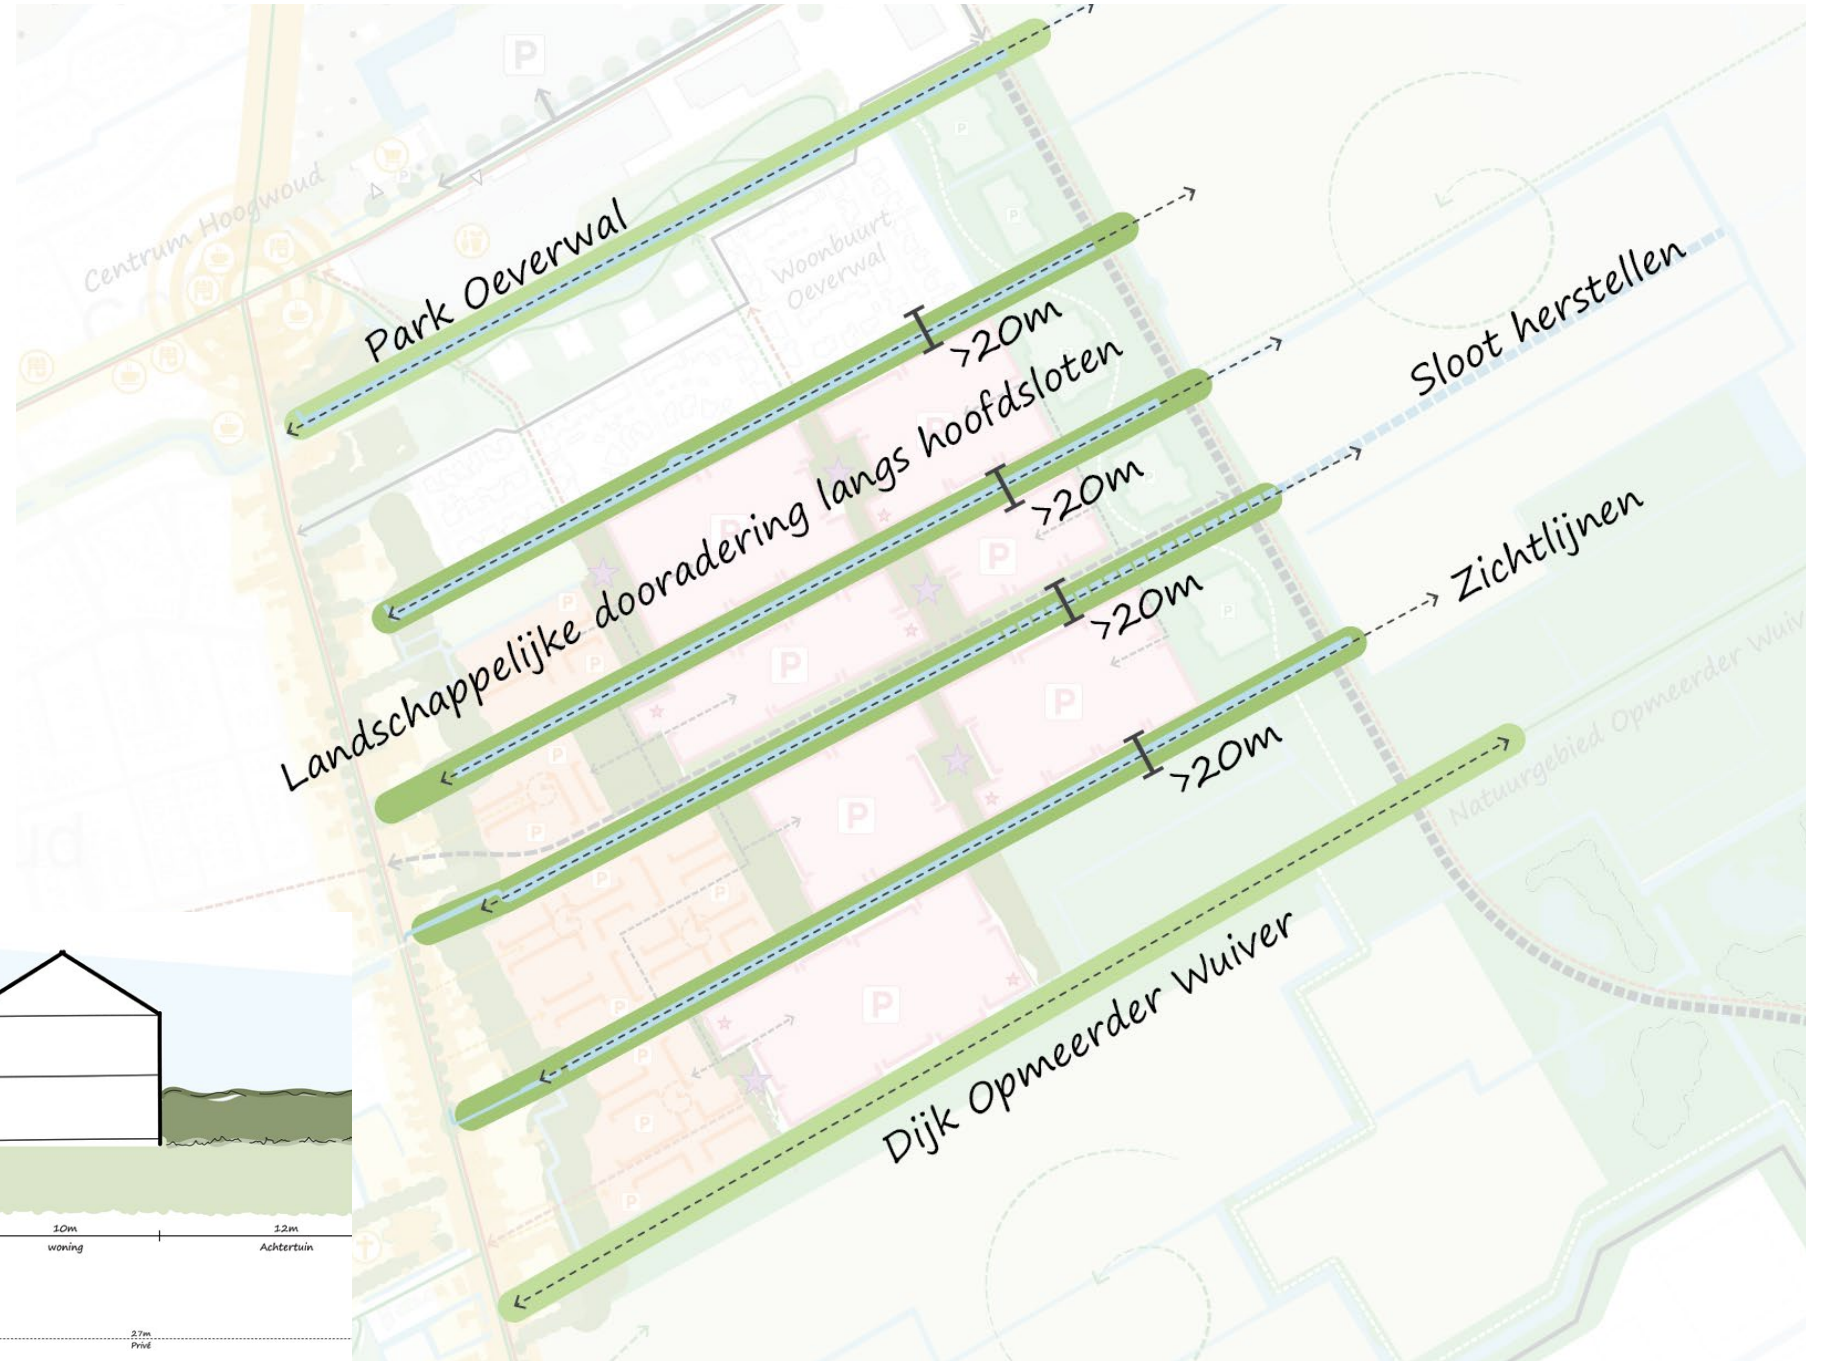 P
Centrum Hoogwoud
P
P
Park Oeverwal
Woonbuurt
Oeverwal
P
>20m
Sloot herstellen
Landschappelijke dooradering langs hoofdsloten
>20m
P
P
>20m
Zichtlijnen
P
P
P
P
P
>20m
Natuurgebied Opmeerder Wuiv
P
P
P
P
P
Dijk Opmeerder Wuiver
P
P
P
P
P
10m
woning
12m
Achtertuin
27m
Privé